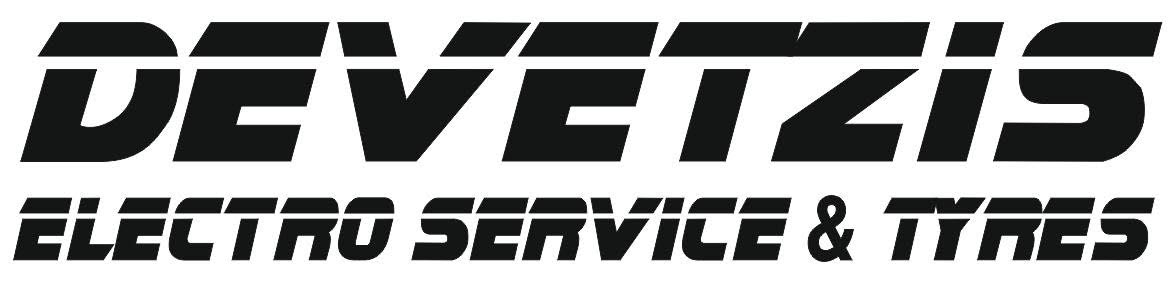 DEVETZIS
ELECTRO SERVICE & TYRES